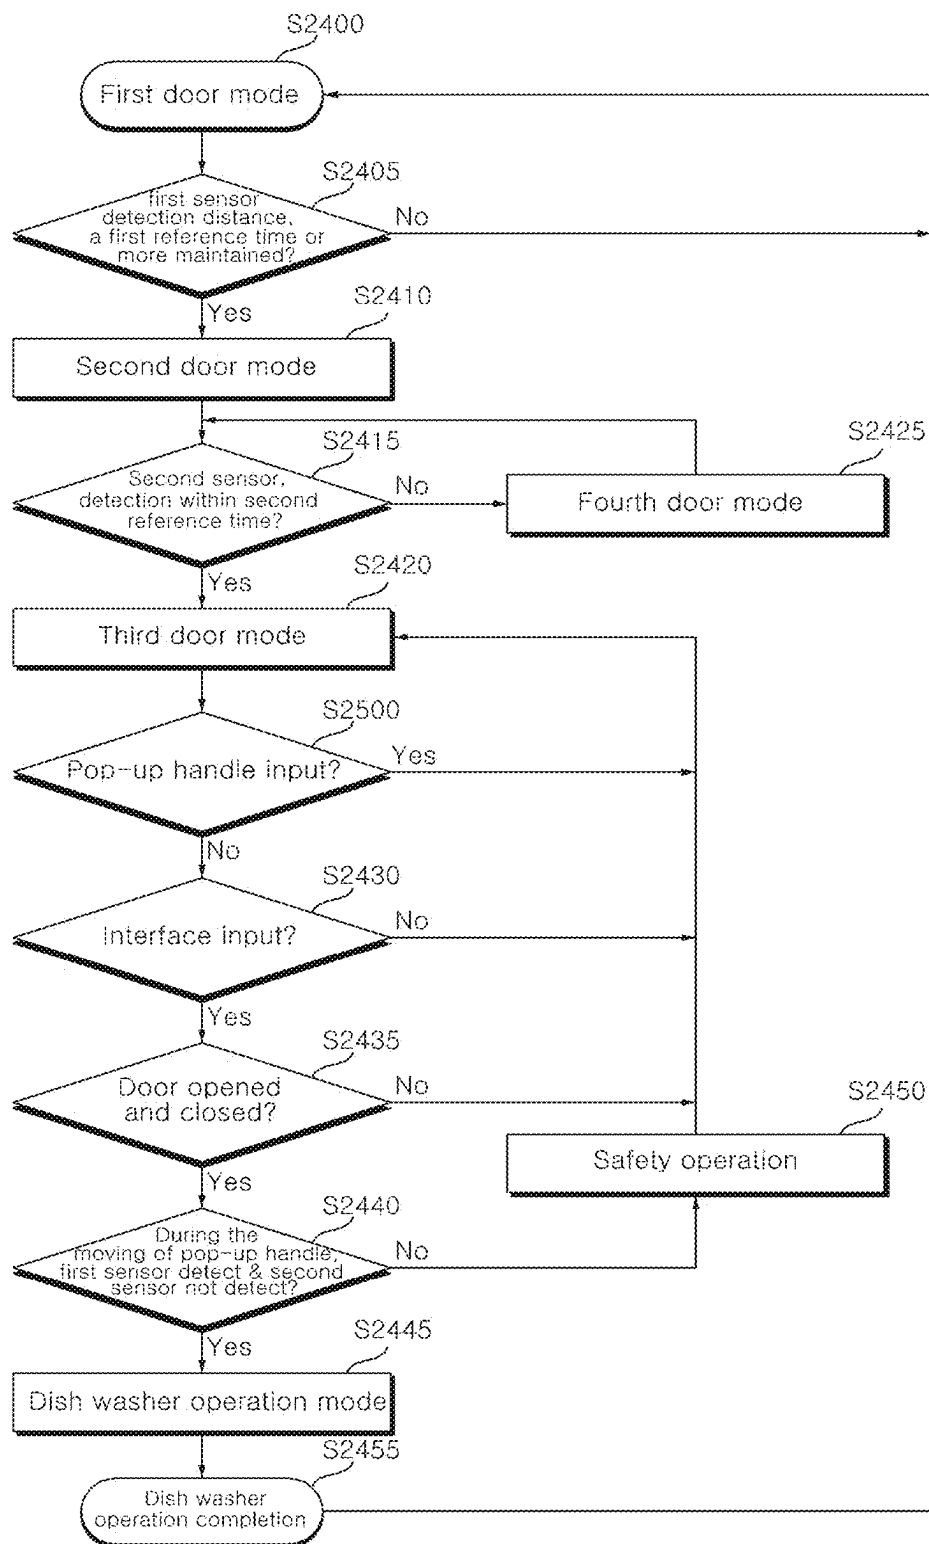 S2400
First door mode
S2405
first sensor
detection distance,
a first reference time or
more maintained?
No
Yes
S2410
Second door mode
S2415
Second sensor,
detection within second
reference time?
No
S2425
Fourth door mode
Yes
S2420
Third door mode
S2500
Pop-up handle input?
Yes
No
S2430
Interface input?
No
Yes
S2435
Door opened
and closed?
No
S2450
Safety operation
Yes
S2440
During the
moving of pop-up handle,
first sensor detect & second
sensor not detect?
No
Yes
S2445
Dish washer operation mode
S2455
Dish washer
operation completion